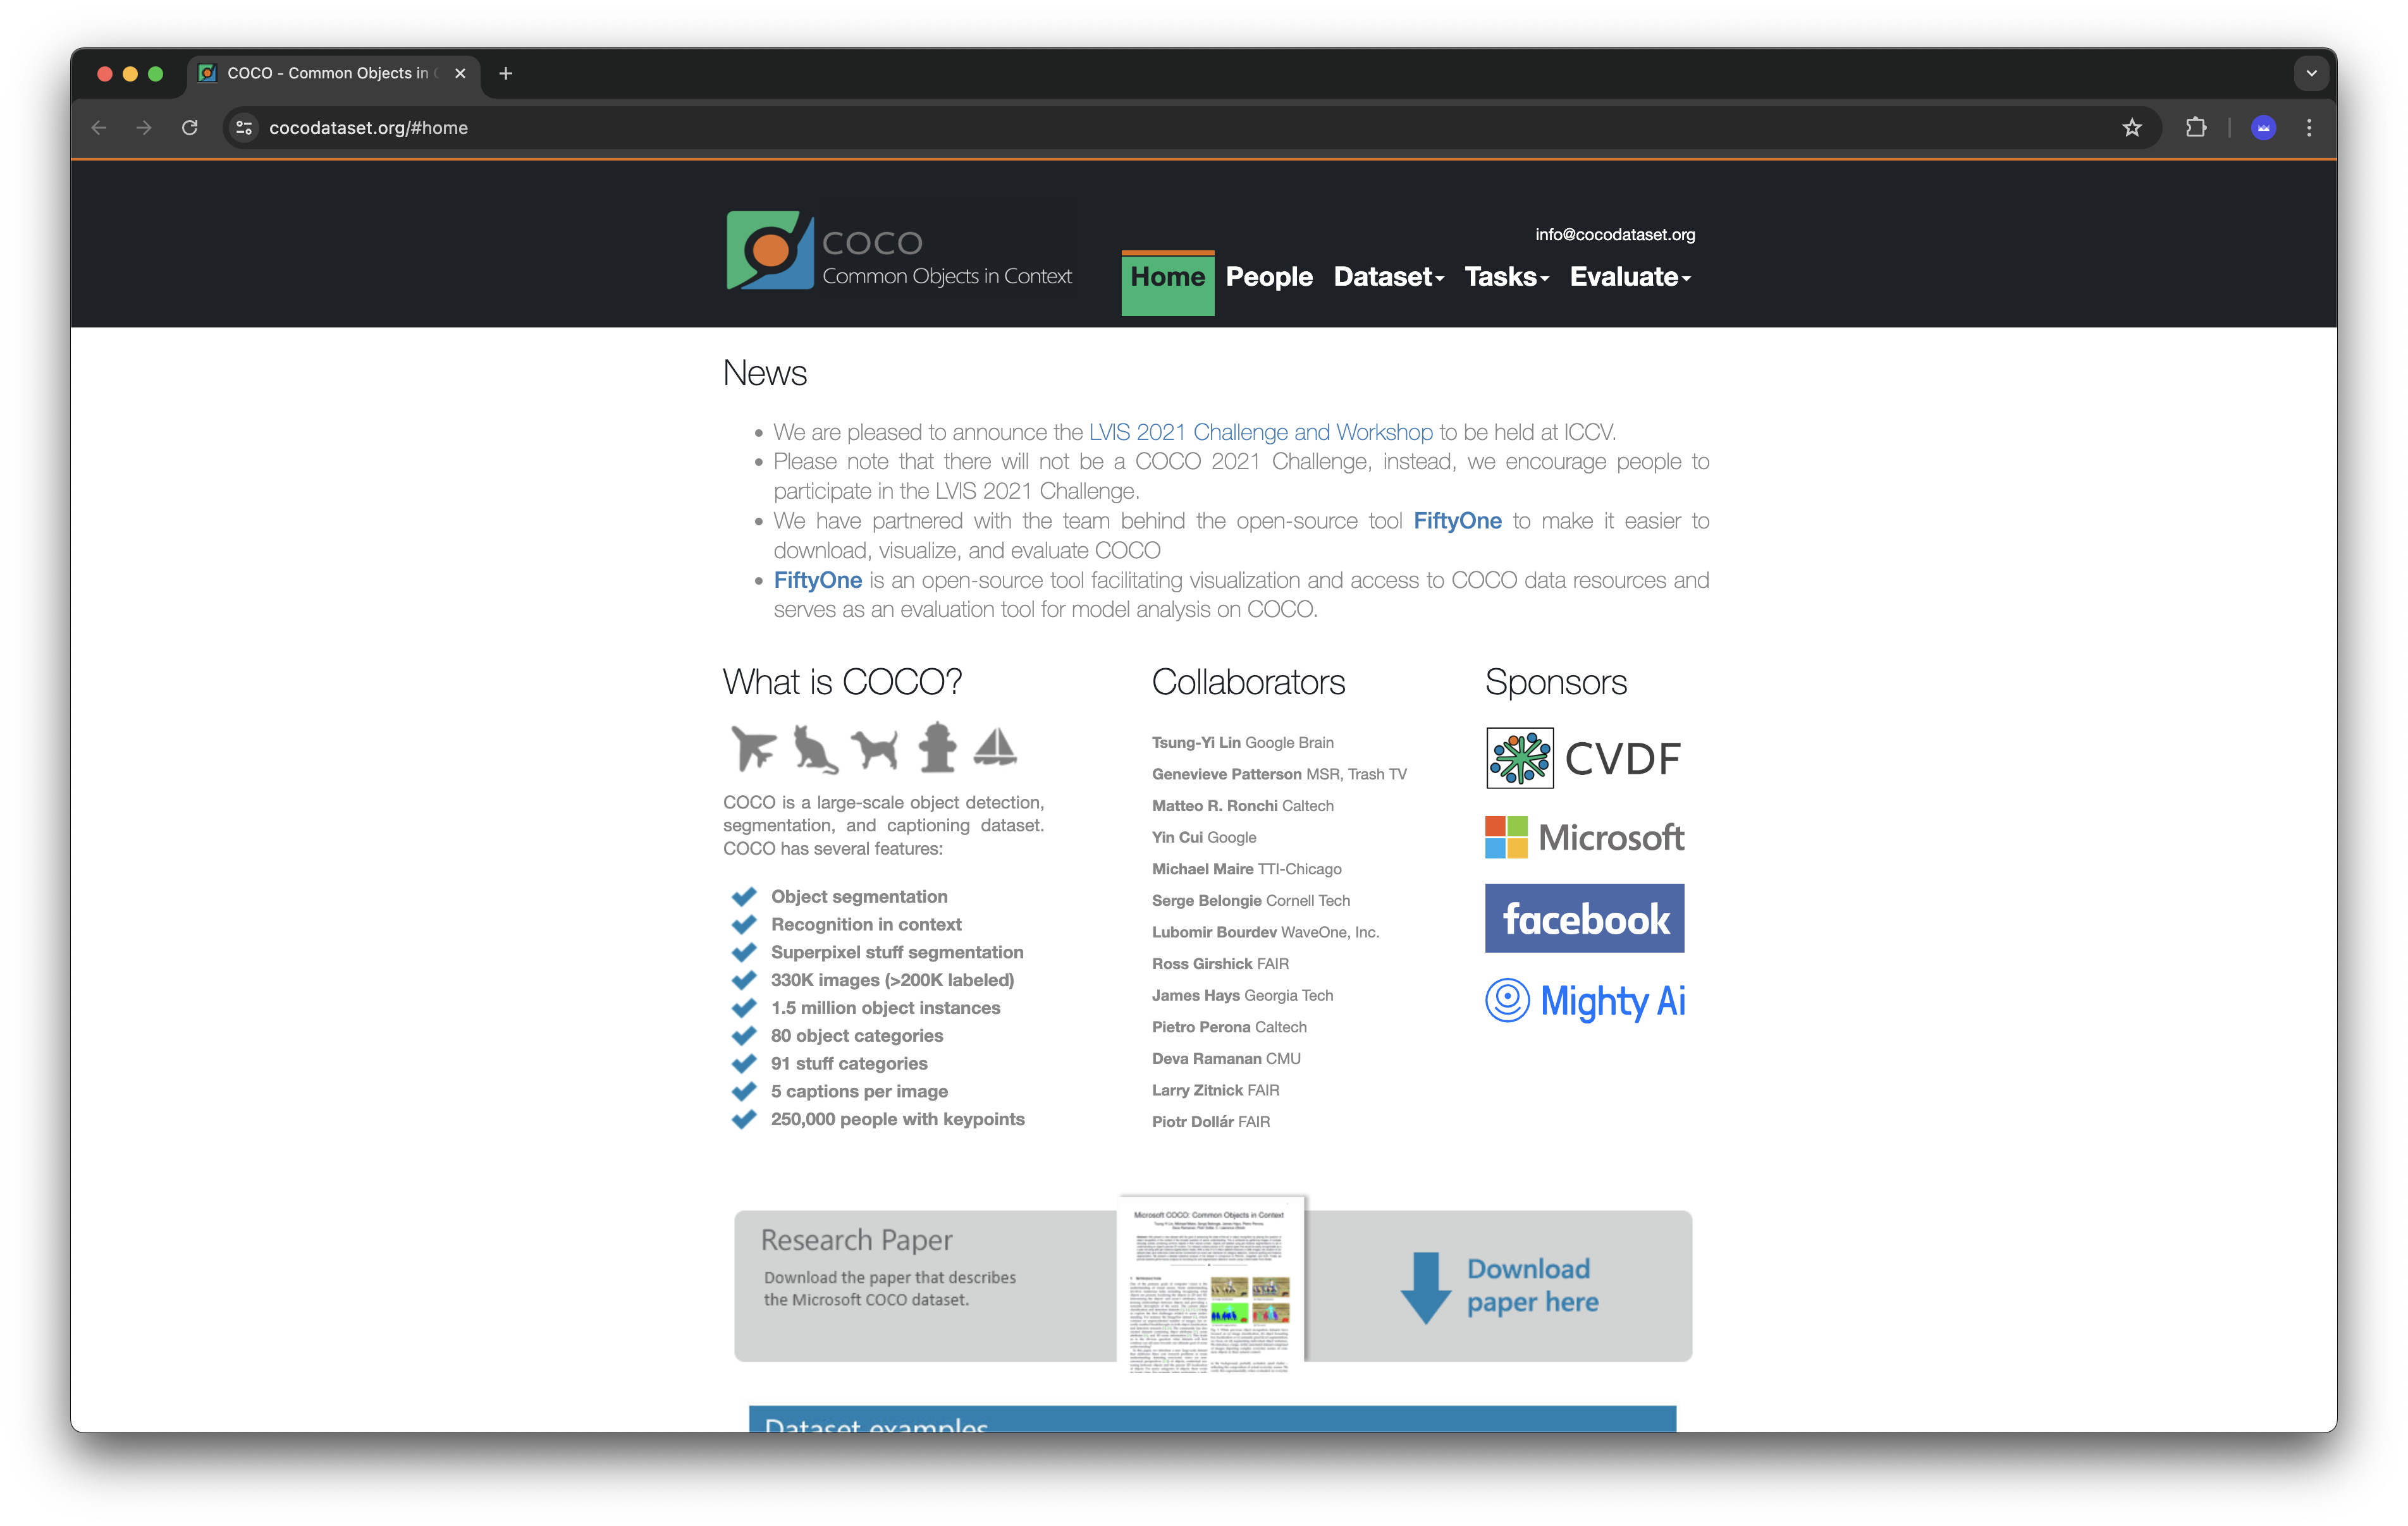 COCO - Common Objects in
cocodataset.org/#home
COCO
Common Objects in Context
info@cocodataset.org
Home People Dataset Tasks Evaluate
News
We are pleased to announce the LVIS 2021 Challenge and Workshop to be held at ICCV.
Please note that there will not be a COCO 2021 Challenge, instead, we encourage people to
participate in the LVIS 2021 Challenge.
We have partnered with the team behind the open-source tool FiftyOne to make it easier to
download, visualize, and evaluate COCO
FiftyOne is an open-source tool facilitating visualization and access to COCO data resources and
serves as an evaluation tool for model analysis on COCO.
What is COCO?
COCO is a large-scale object detection,
segmentation, and captioning dataset.
COCO has several features:
Object segmentation
Recognition in context
Superpixel stuff segmentation
330K images (>200K labeled)
1.5 million object instances
80 object categories
91 stuff categories
5 captions per image
250,000 people with keypoints
Collaborators
Tsung-Yi Lin Google Brain
Genevieve Patterson MSR, Trash TV
Matteo R. Ronchi Caltech
Yin Cui Google
Michael Maire TTI-Chicago
Serge Belongie Cornell Tech
Lubomir Bourdev WaveOne, Inc.
Ross Girshick FAIR
James Hays Georgia Tech
Pietro Perona Caltech
Deva Ramanan CMU
Larry Zitnick FAIR
Piotr Dollár FAIR
Sponsors
CVDF
Microsoft
facebook
Mighty Ai
Research Paper
Download the paper that describes
the Microsoft COCO dataset.
Microsoft COCO: Common Objects in Context
Download
paper here
Dataset examples